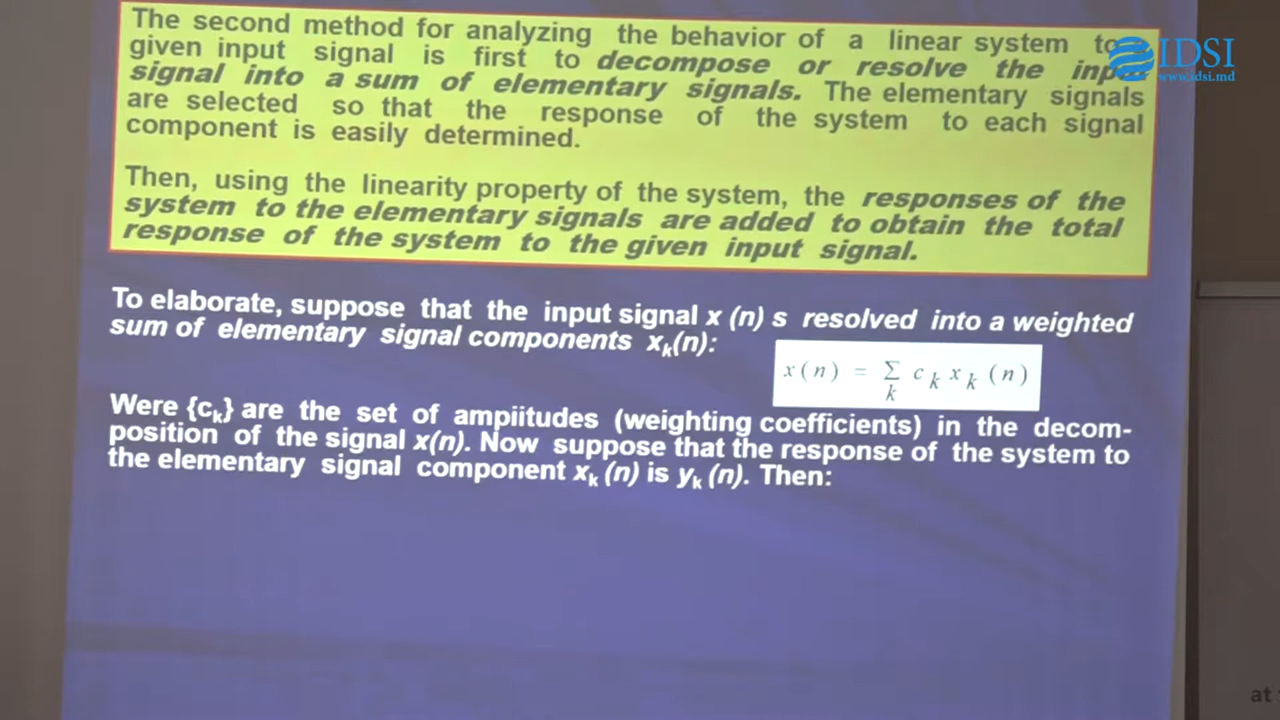 The second method for analyzing the behavior of a linear system to
given input signal is first to decompose or resolve the input
signal into a sum of elementary signals. The elementary signals
are selected so that the response of the system to each signal
component is easily determined.
Then, using the linearity property of the system, the responses of the
system to the elementary signals are added to obtain the total
response of the system to the given input signal.
To elaborate, suppose that the input signal x (n) s resolved into a weighted
sum of elementary signal components xₖ(n):
x(n) = Σ cₖ xₖ (n)
k
Were {cₖ} are the set of ampiitudes (weighting coefficients) in the decom-
position of the signal x(n). Now suppose that the response of the system to
the elementary signal component xₖ (n) is yₖ (n). Then:
IDSI
www.idsi.md
at